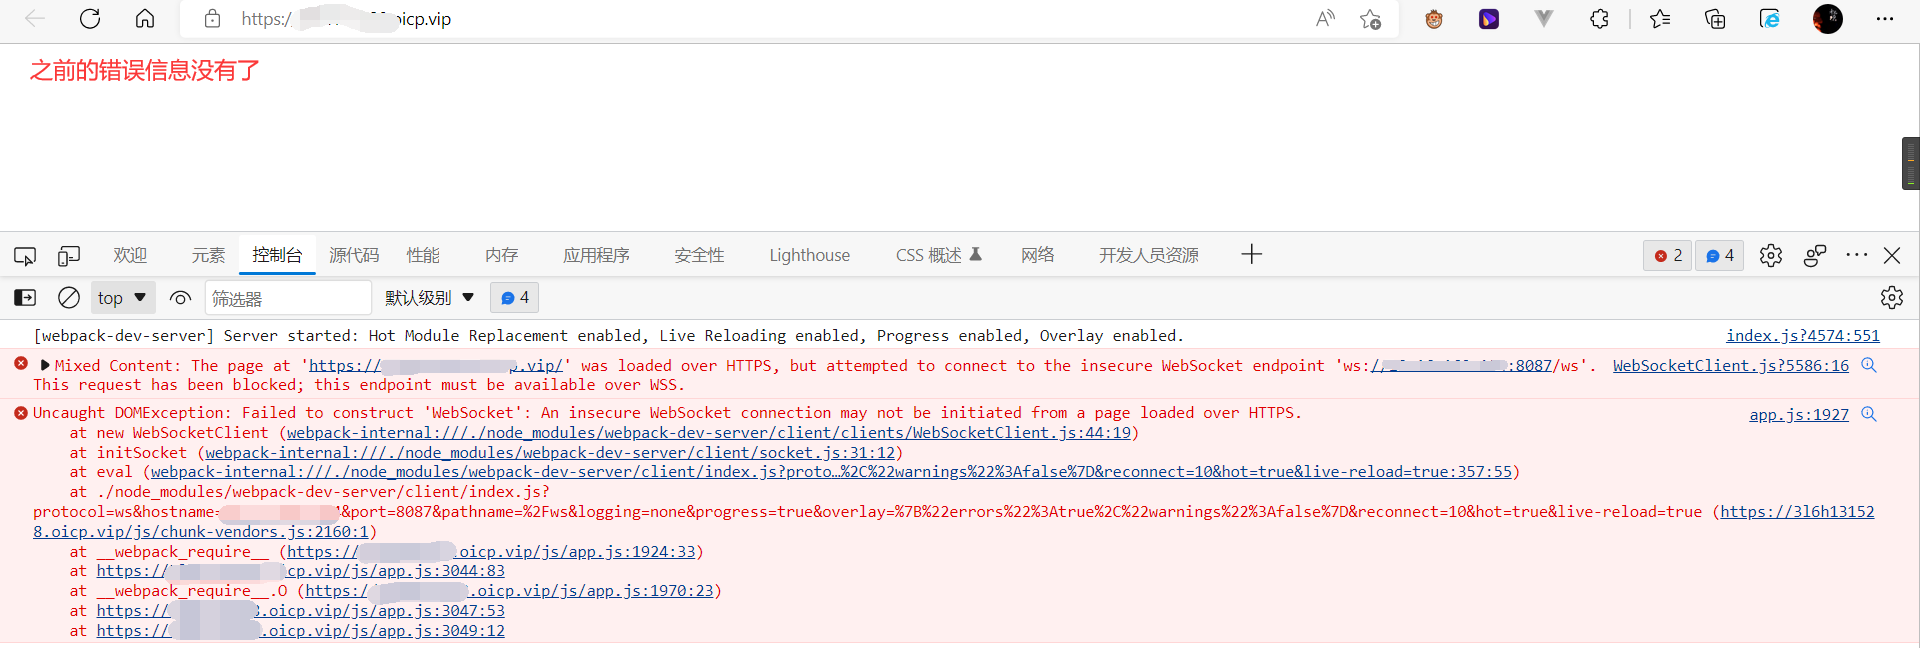 https:/ oicp.vip
之前的错误信息没有了
欢迎 元素 控制台 源代码 性能 内存 应用程序 安全性 Lighthouse CSS 概述 网络 开发人员资源 2 4
top 筛选器 默认级别 4
[webpack-dev-server] Server started: Hot Module Replacement enabled, Live Reloading enabled, Progress enabled, Overlay enabled. index.js?4574:551
Mixed Content: The page at 'https:// p.vip/' was loaded over HTTPS, but attempted to connect to the insecure WebSocket endpoint 'ws:// :8087/ws'. WebSocketClient.js?5586:16
This request has been blocked; this endpoint must be available over WSS.
Uncaught DOMException: Failed to construct 'WebSocket': An insecure WebSocket connection may not be initiated from a page loaded over HTTPS. app.js:1927
at new WebSocketClient (webpack-internal:///./node_modules/webpack-dev-server/client/clients/WebSocketClient.js:44:19)
at initSocket (webpack-internal:///./node_modules/webpack-dev-server/client/socket.js:31:12)
at eval (webpack-internal:///./node_modules/webpack-dev-server/client/index.js?proto…%2C%22warnings%22%3Afalse%7D&reconnect=10&hot=true&live-reload=true:357:55)
at ./node_modules/webpack-dev-server/client/index.js?
protocol=ws&hostname= &port=8087&pathname=%2Fws&logging=none&progress=true&overlay=%7B%22errors%22%3Atrue%2C%22warnings%22%3Afalse%7D&reconnect=10&hot=true&live-reload=true (https://3l6h13152
8.oicp.vip/js/chunk-vendors.js:2160:1)
at __webpack_require__ (https:// .oicp.vip/js/app.js:1924:33)
at https:// icp.vip/js/app.js:3044:83
at __webpack_require__.O (https:/ .oicp.vip/js/app.js:1970:23)
at https:// 8.oicp.vip/js/app.js:3047:53
at https:// .oicp.vip/js/app.js:3049:12